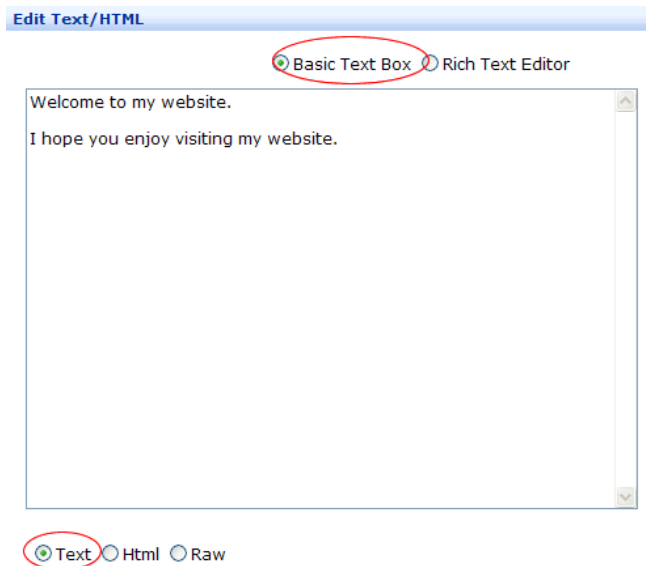 Edit Text/HTML
Basic Text Box Rich Text Editor
Welcome to my website.
I hope you enjoy visiting my website.
Text Html Raw